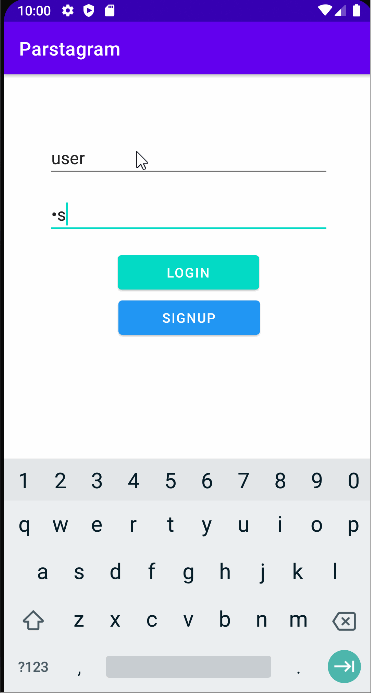 10:00
Parstagram
user
•s
LOGIN
SIGNUP
1 2 3 4 5 6 7 8 9 0
q w e r t y u i o p
a s d f g h j k l
z x c v b n m
?123 , .